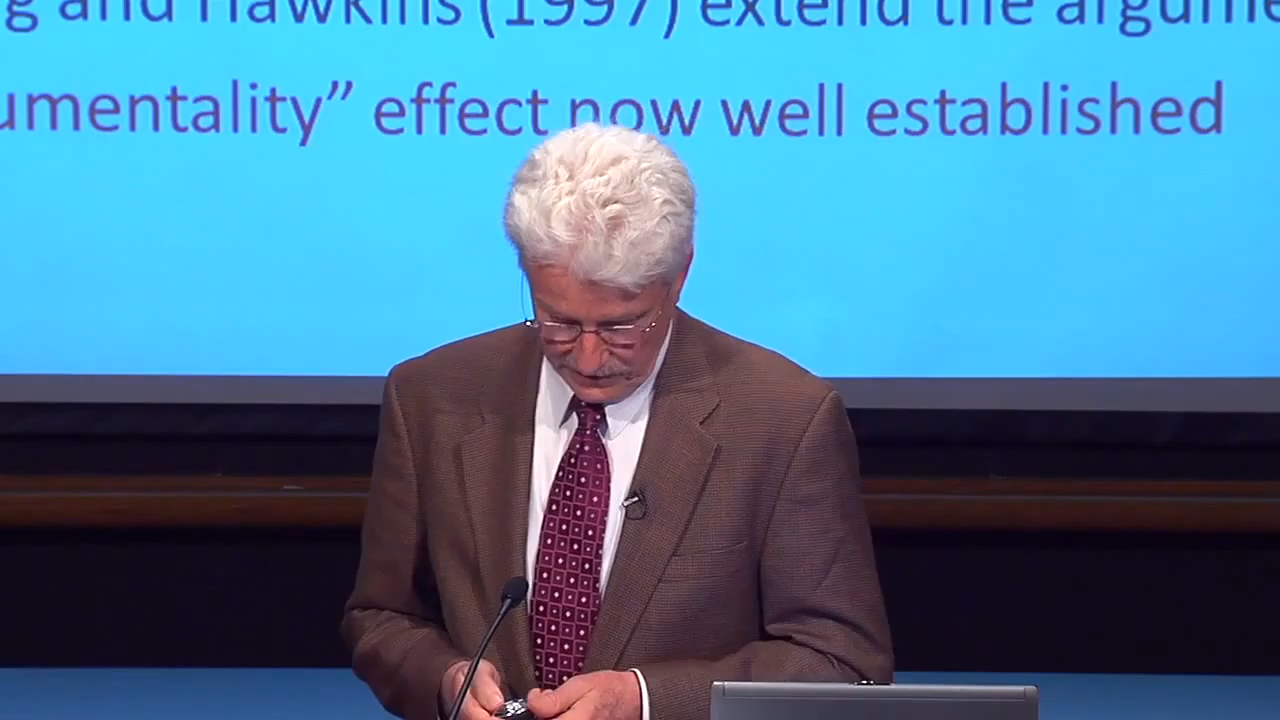 g and Hawkins (1997) extend the argume
umentality” effect now well established